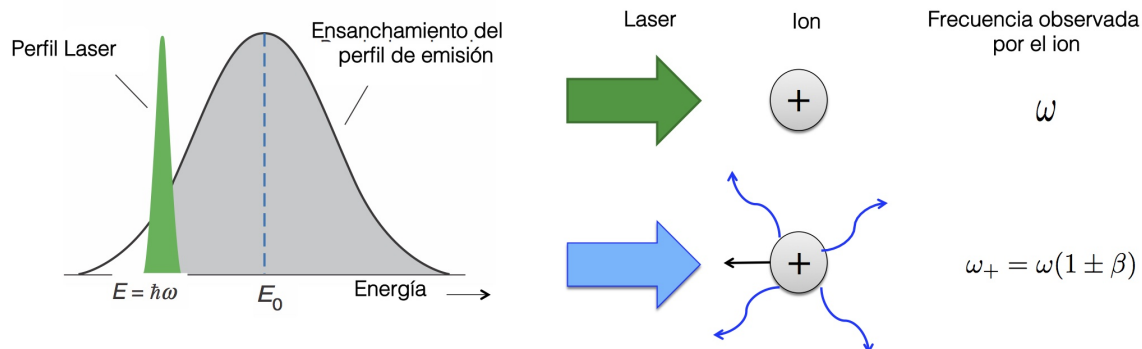 Perfil Laser
Ensanchamiento del
perfil de emisión
E = ħω
E₀
Energía
Laser
Ion
Frecuencia observada
por el ion
+
ω
+
ω₊ = ω(1 ± β)